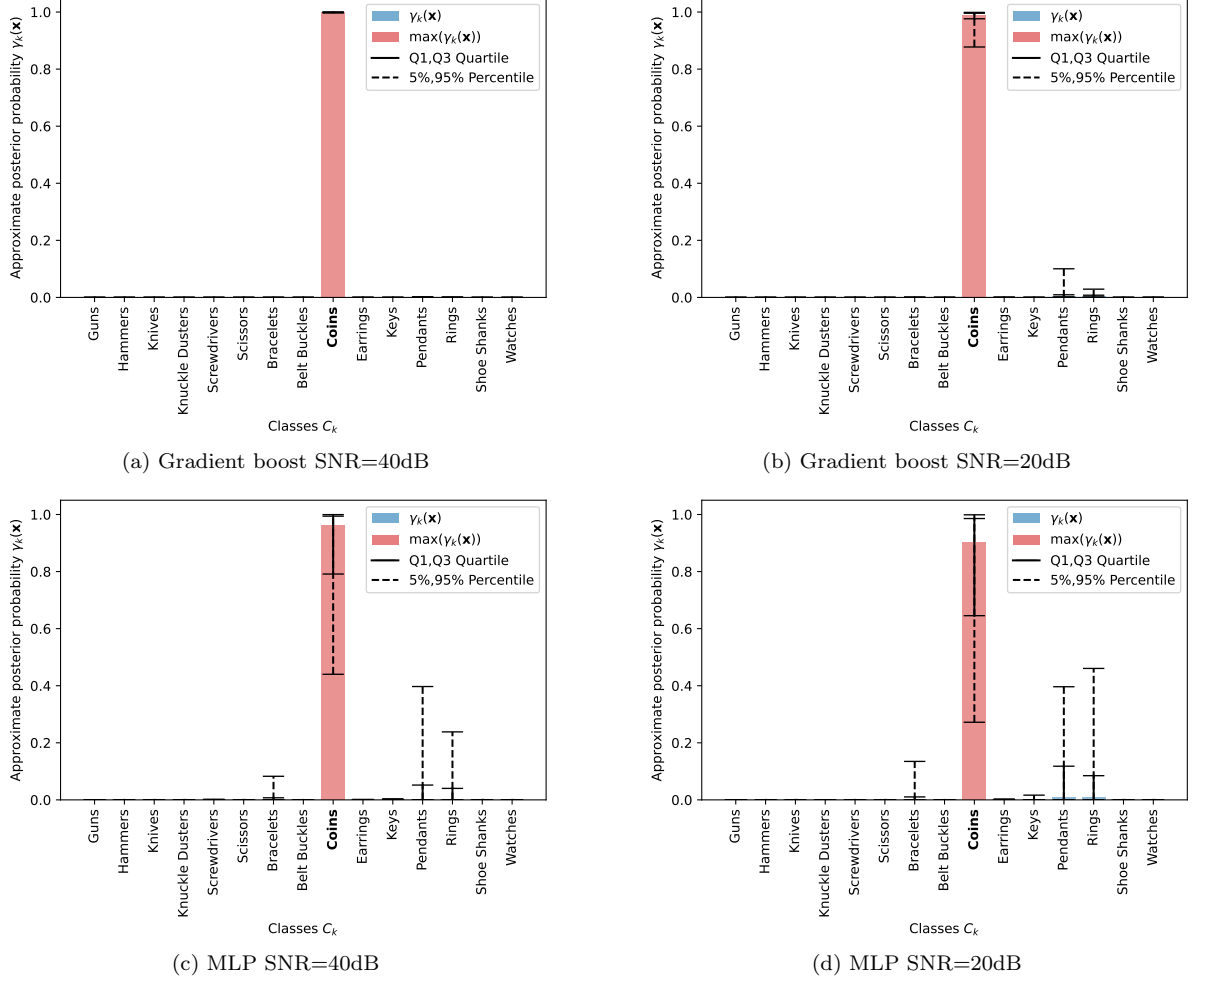 Approximate posterior probability γₖ(𝐱)
1.0
0.8
0.6
0.4
0.2
0.0
γₖ(𝐱)
max(γₖ(𝐱))
Q1,Q3 Quartile
5%,95% Percentile
Guns
Hammers
Knives
Knuckle Dusters
Screwdrivers
Scissors
Bracelets
Belt Buckles
Coins
Earrings
Keys
Pendants
Rings
Shoe Shanks
Watches
Classes Cₖ
(a) Gradient boost SNR=40dB
Approximate posterior probability γₖ(𝐱)
1.0
0.8
0.6
0.4
0.2
0.0
γₖ(𝐱)
max(γₖ(𝐱))
Q1,Q3 Quartile
5%,95% Percentile
Guns
Hammers
Knives
Knuckle Dusters
Screwdrivers
Scissors
Bracelets
Belt Buckles
Coins
Earrings
Keys
Pendants
Rings
Shoe Shanks
Watches
Classes Cₖ
(b) Gradient boost SNR=20dB
Approximate posterior probability γₖ(𝐱)
1.0
0.8
0.6
0.4
0.2
0.0
γₖ(𝐱)
max(γₖ(𝐱))
Q1,Q3 Quartile
5%,95% Percentile
Guns
Hammers
Knives
Knuckle Dusters
Screwdrivers
Scissors
Bracelets
Belt Buckles
Coins
Earrings
Keys
Pendants
Rings
Shoe Shanks
Watches
Classes Cₖ
(c) MLP SNR=40dB
Approximate posterior probability γₖ(𝐱)
1.0
0.8
0.6
0.4
0.2
0.0
γₖ(𝐱)
max(γₖ(𝐱))
Q1,Q3 Quartile
5%,95% Percentile
Guns
Hammers
Knives
Knuckle Dusters
Screwdrivers
Scissors
Bracelets
Belt Buckles
Coins
Earrings
Keys
Pendants
Rings
Shoe Shanks
Watches
Classes Cₖ
(d) MLP SNR=20dB